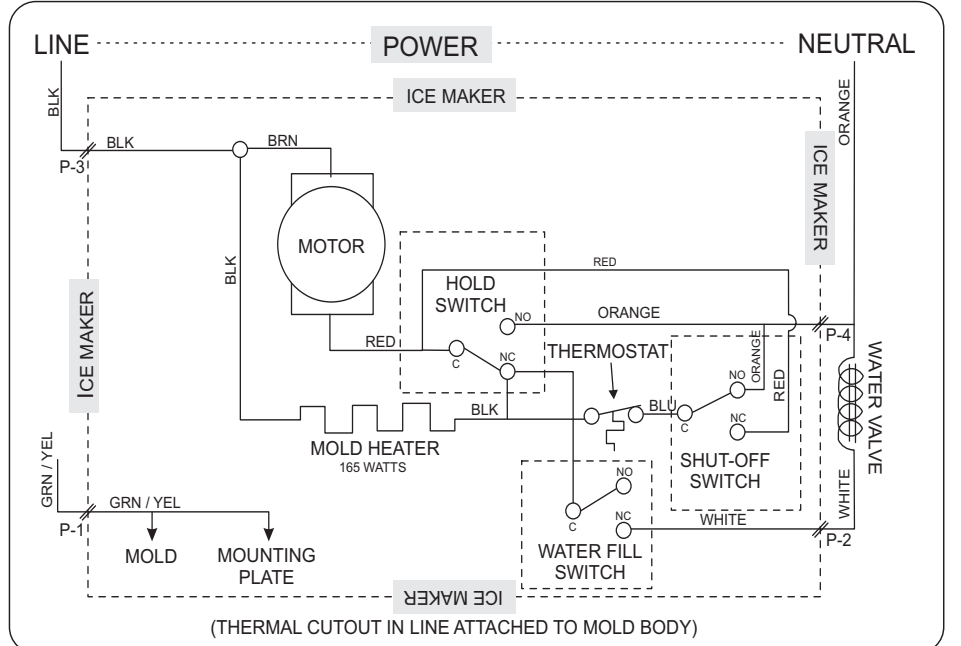 LINE
POWER
NEUTRAL
BLK
ICE MAKER
ORANGE
P-3
BLK
BRN
ICE MAKER
MOTOR
BLK
HOLD
SWITCH
RED
ICE MAKER
NO
ORANGE
P-4
RED
C
NC
THERMOSTAT
ORANGE
RED
NO
WATER VALVE
BLK
BLU
C
NC
MOLD HEATER
165 WATTS
SHUT-OFF
SWITCH
GRN / YEL
NO
WHITE
P-1
GRN / YEL
C
NC
WHITE
P-2
MOLD
MOUNTING
PLATE
WATER FILL
SWITCH
ICE MAKER
(THERMAL CUTOUT IN LINE ATTACHED TO MOLD BODY)